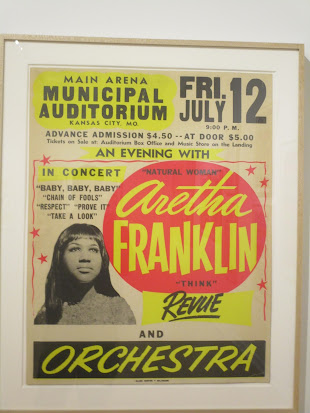 MAIN ARENA
MUNICIPAL
AUDITORIUM
KANSAS CITY, MO.
FRI.
JULY 12
9:00 P. M.
ADVANCE ADMISSION $4.50 -- AT DOOR $5.00
Tickets on Sale at: Auditorium Box Office and Music Store on the Landing
AN EVENING WITH
IN CONCERT
"NATURAL WOMAN"
"BABY, BABY, BABY"
"CHAIN OF FOOLS"
"RESPECT" "PROVE IT"
"TAKE A LOOK"
Aretha
FRANKLIN
"THINK"
REVUE
AND
ORCHESTRA